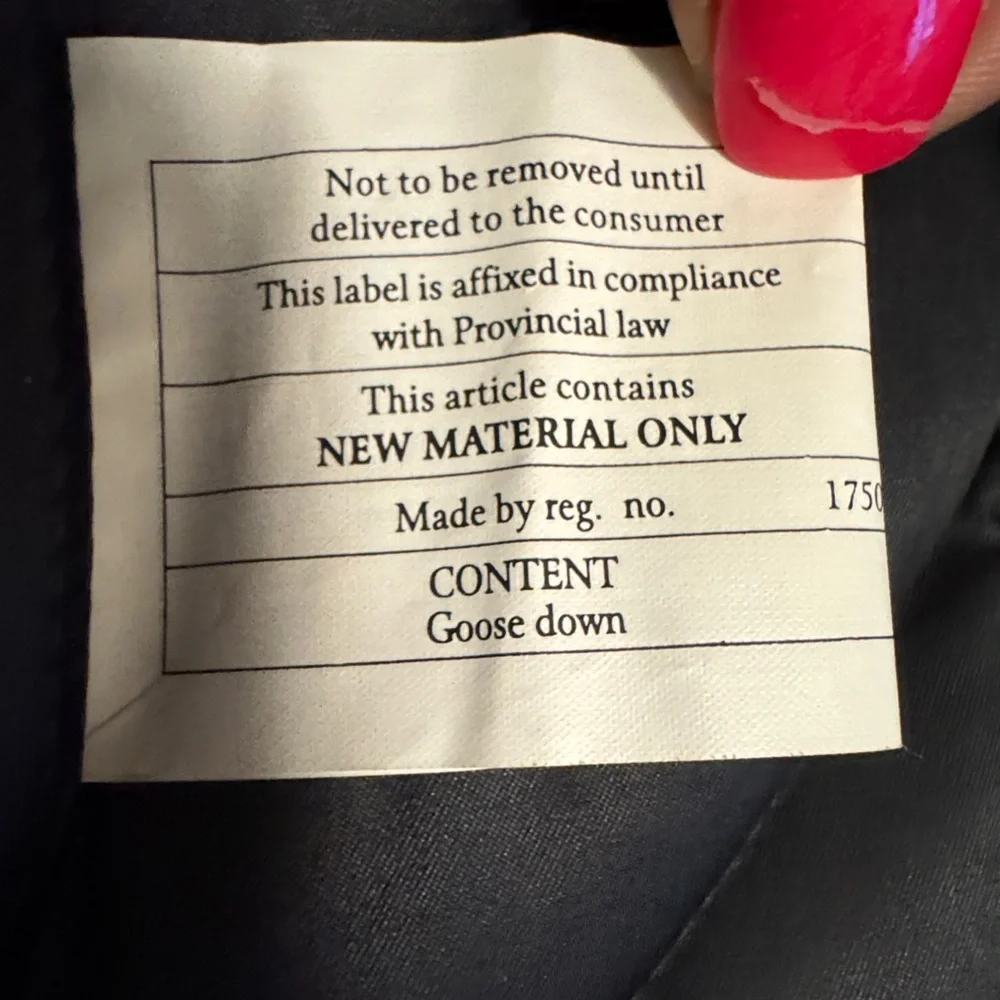 Not to be removed until
delivered to the consumer
This label is affixed in compliance
with Provincial law
This article contains
NEW MATERIAL ONLY
Made by reg. no. 1750
CONTENT
Goose down